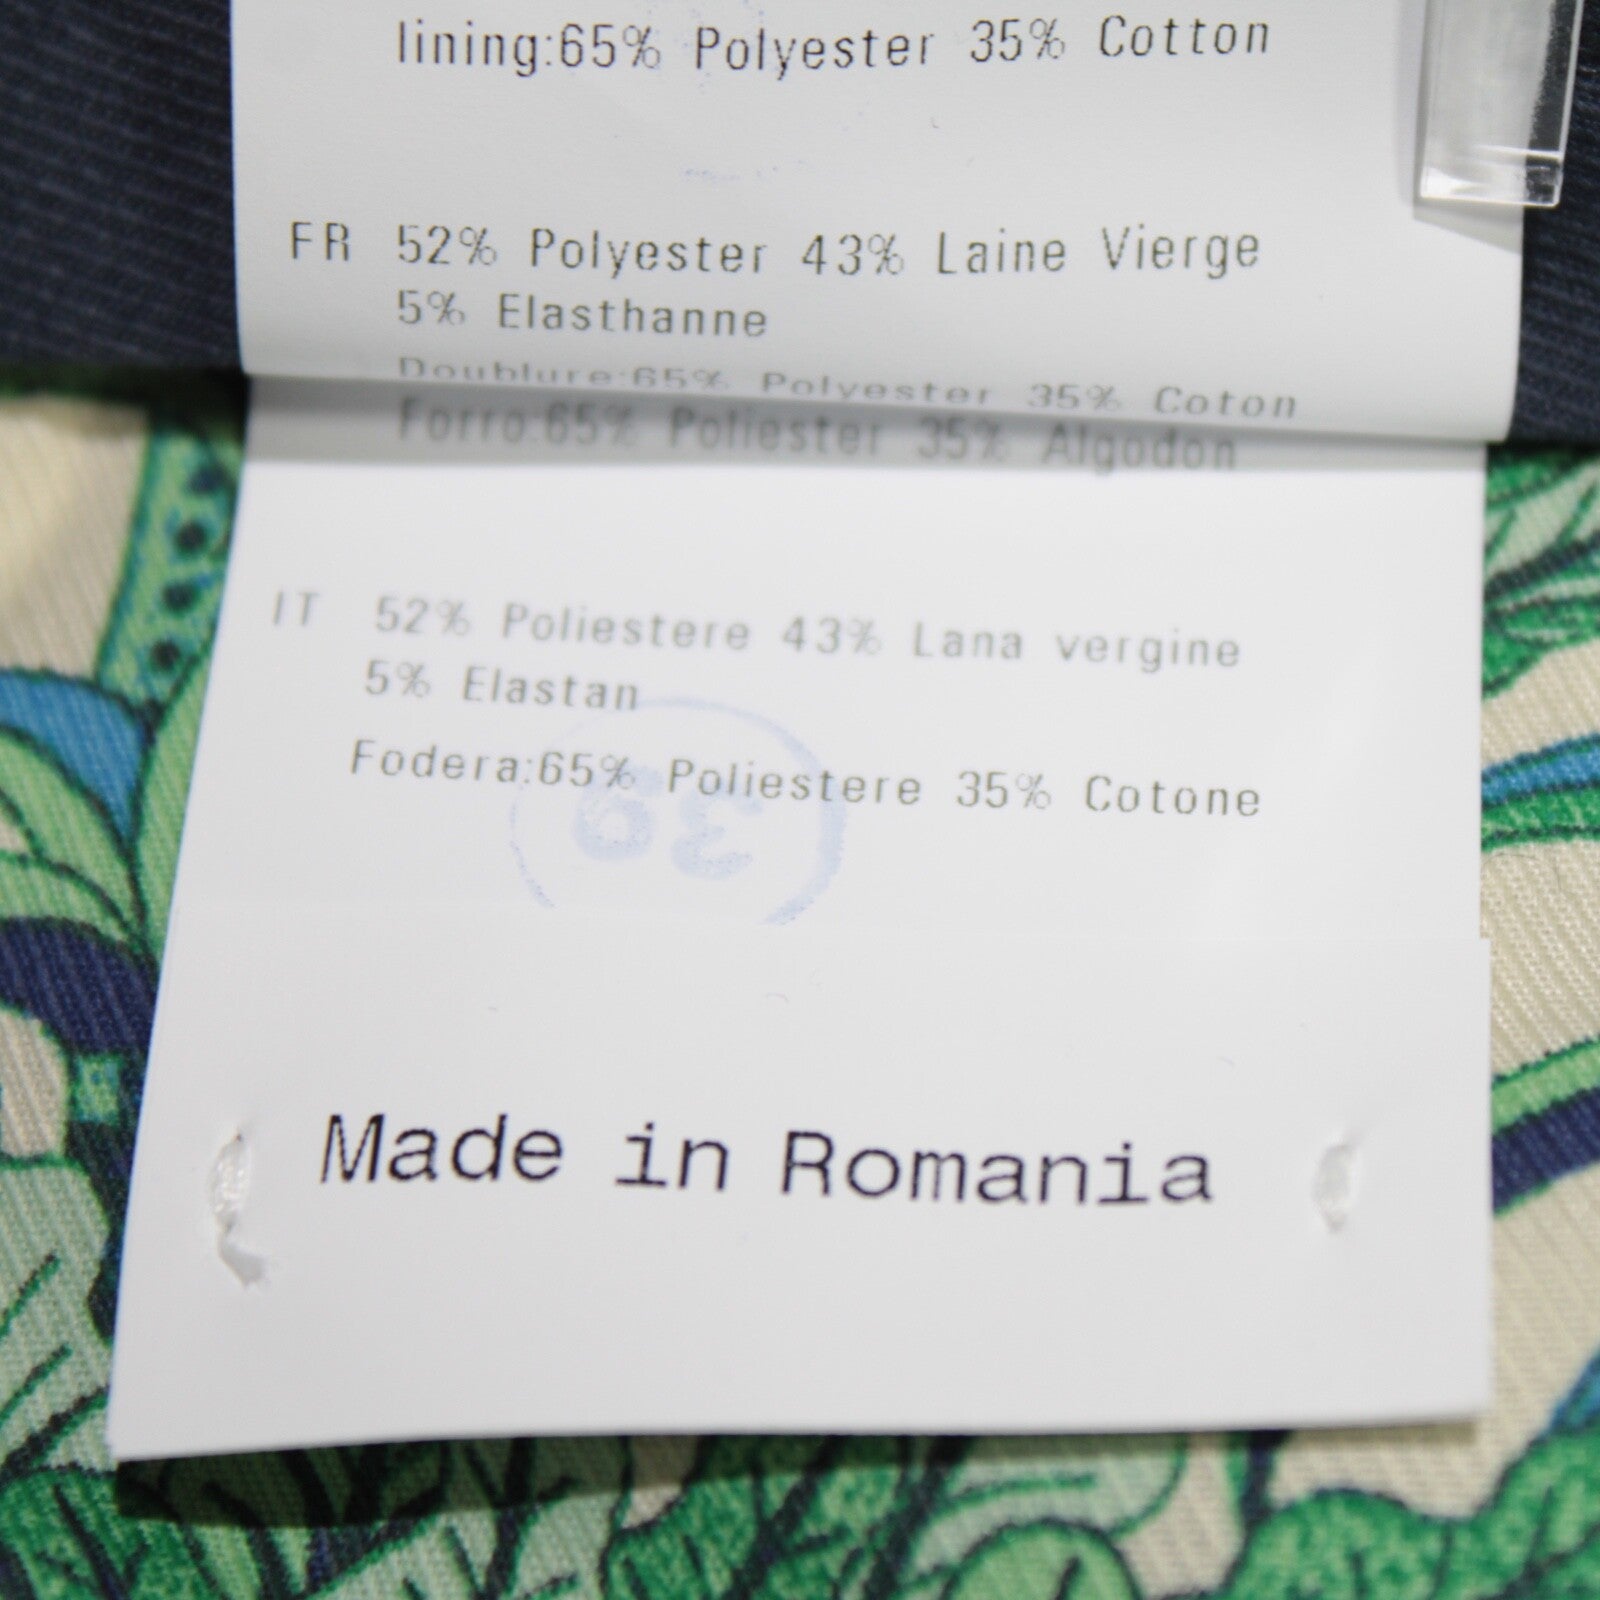 lining:65% Polyester 35% Cotton
FR 52% Polyester 43% Laine Vierge
5% Elasthanne
Doublure:65% Polyester 35% Coton
Forro:65% Poliester 35% Algodon
IT 52% Poliestere 43% Lana vergine
5% Elastan
Fodera:65% Poliestere 35% Cotone
39
Made in Romania